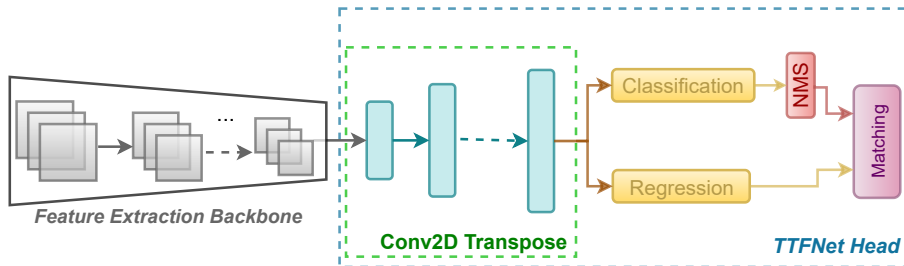 ...
Feature Extraction Backbone
Conv2D Transpose
Classification
Regression
NMS
Matching
TTFNet Head